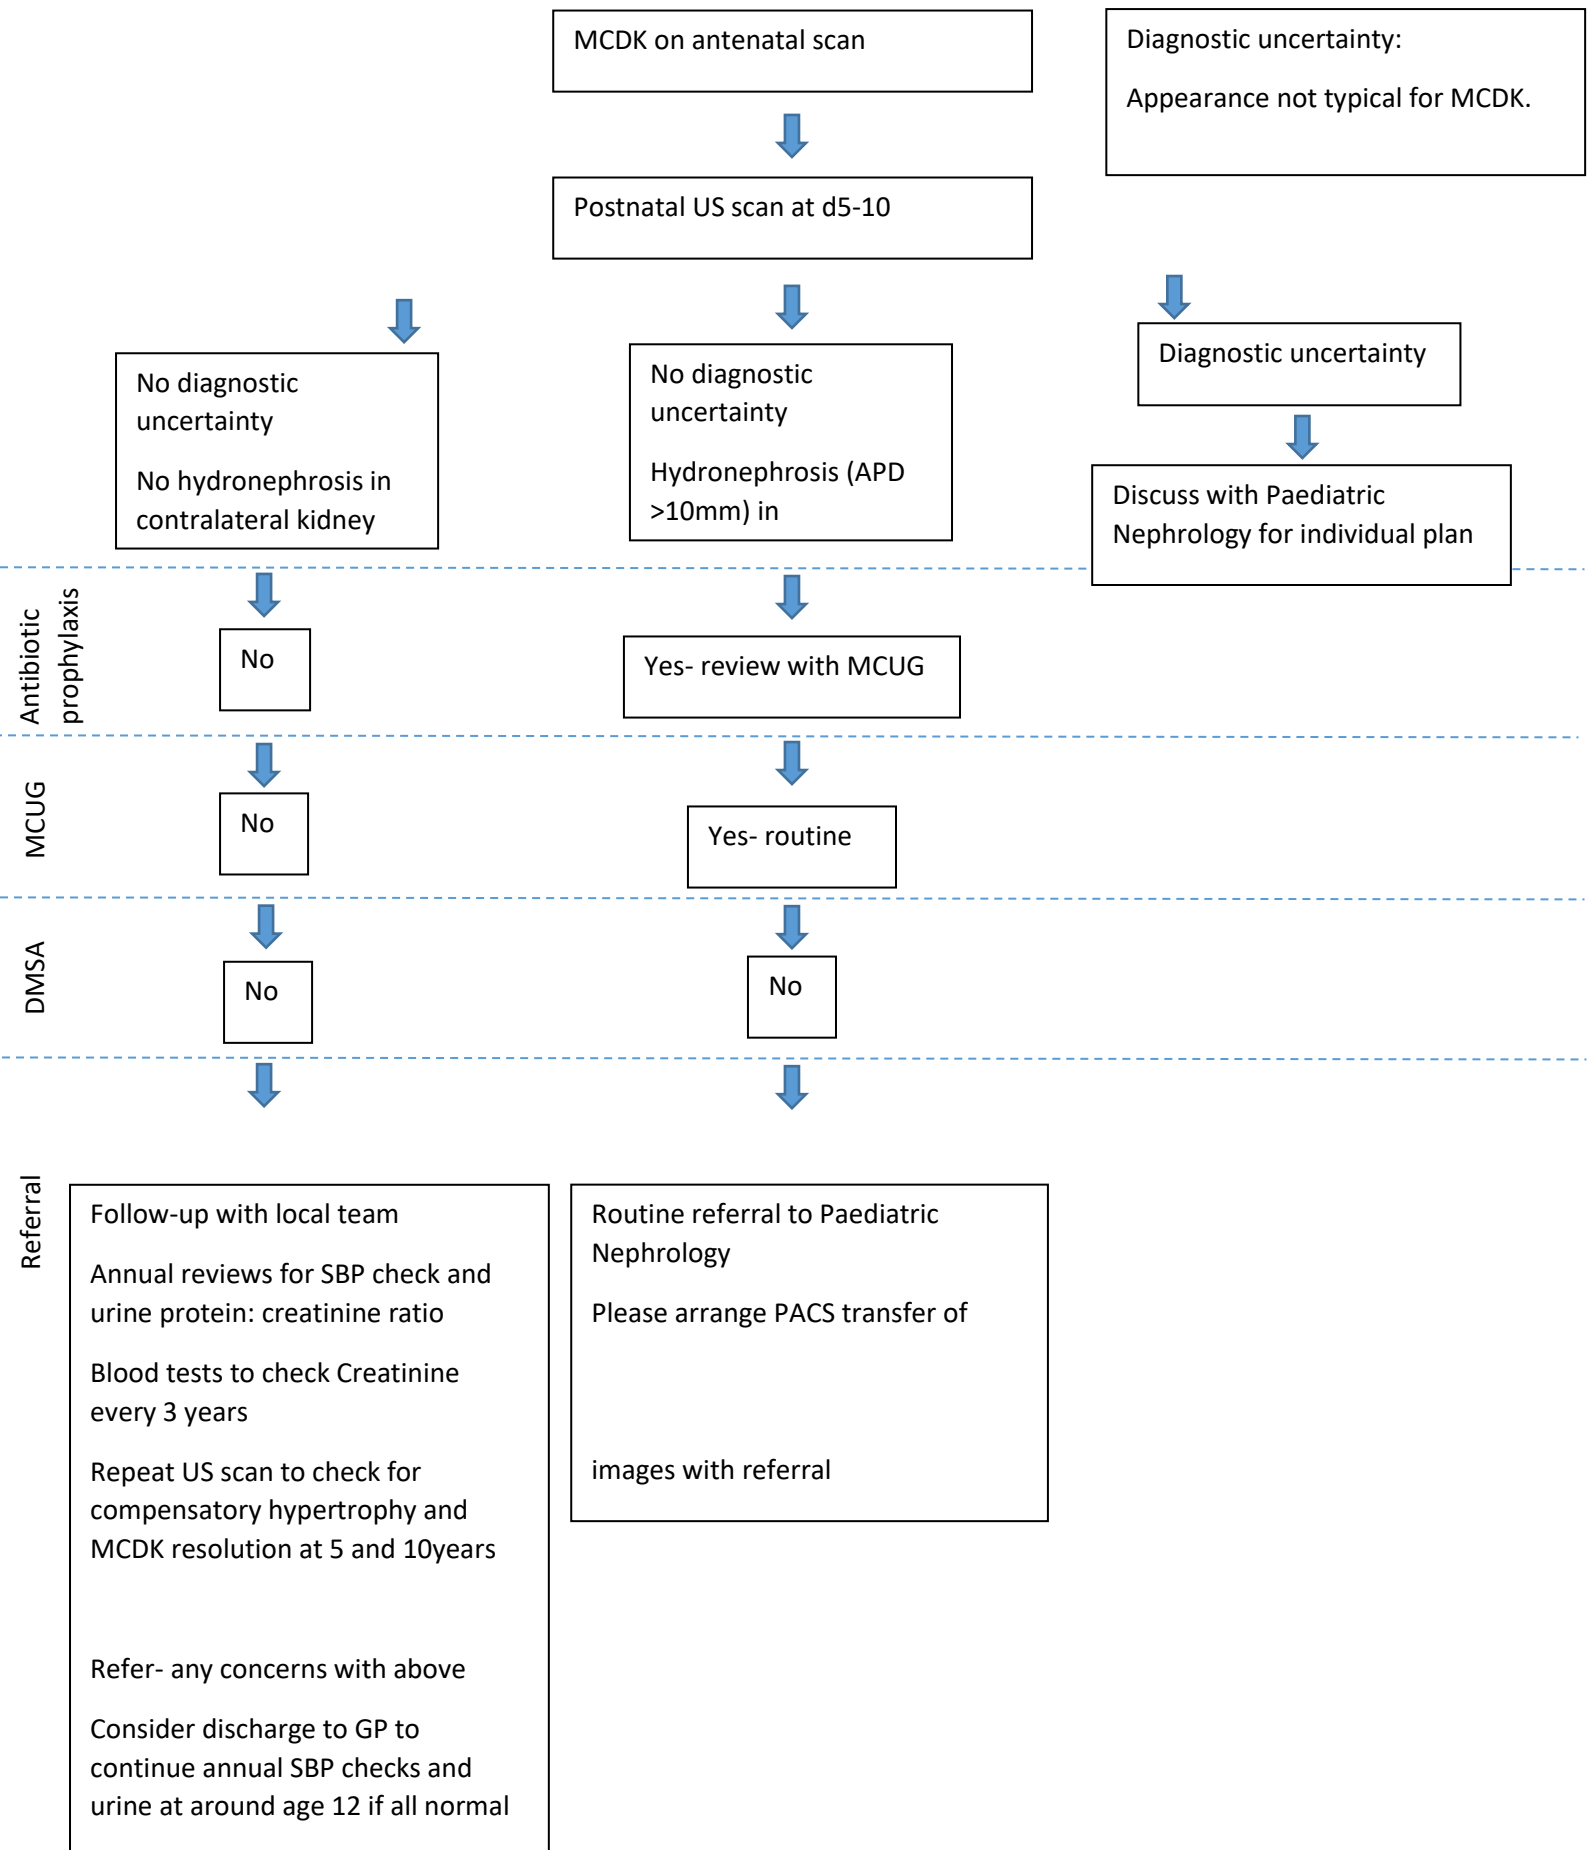 MCDK on antenatal scan
Diagnostic uncertainty:
Appearance not typical for MCDK.
Postnatal US scan at d5-10
No diagnostic
uncertainty
No hydronephrosis in
contralateral kidney
No diagnostic
uncertainty
Hydronephrosis (APD
>10mm) in
Diagnostic uncertainty
Discuss with Paediatric
Nephrology for individual plan
Antibiotic
prophylaxis
No
Yes- review with MCUG
MCUG
No
Yes- routine
DMSA
No
No
Referral
Follow-up with local team
Annual reviews for SBP check and
urine protein: creatinine ratio
Blood tests to check Creatinine
every 3 years
Repeat US scan to check for
compensatory hypertrophy and
MCDK resolution at 5 and 10years
Refer- any concerns with above
Consider discharge to GP to
continue annual SBP checks and
urine at around age 12 if all normal
Routine referral to Paediatric
Nephrology
Please arrange PACS transfer of
images with referral